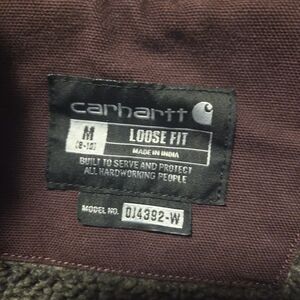 carhartt
M
(8-10)
LOOSE FIT
MADE IN INDIA
BUILT TO SERVE AND PROTECT
ALL HARDWORKING PEOPLE
MODEL NO. OJ4392-W